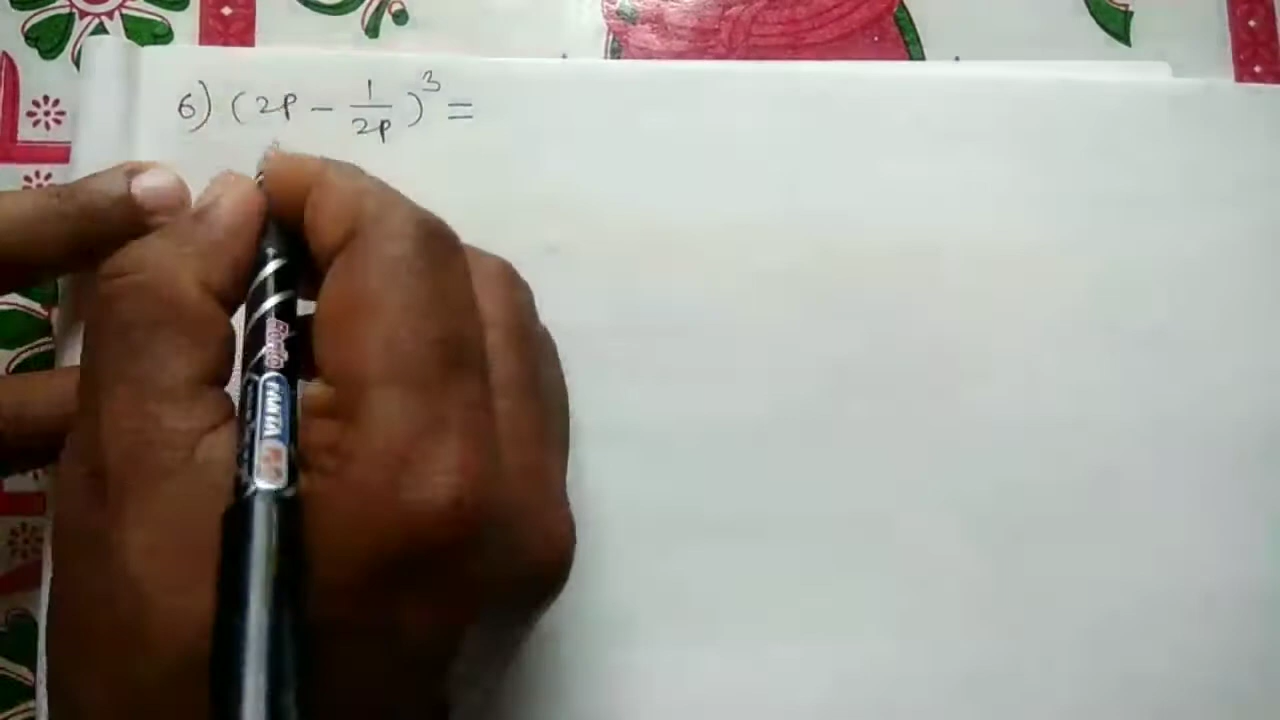 6) (2P - 1/2P)³ =